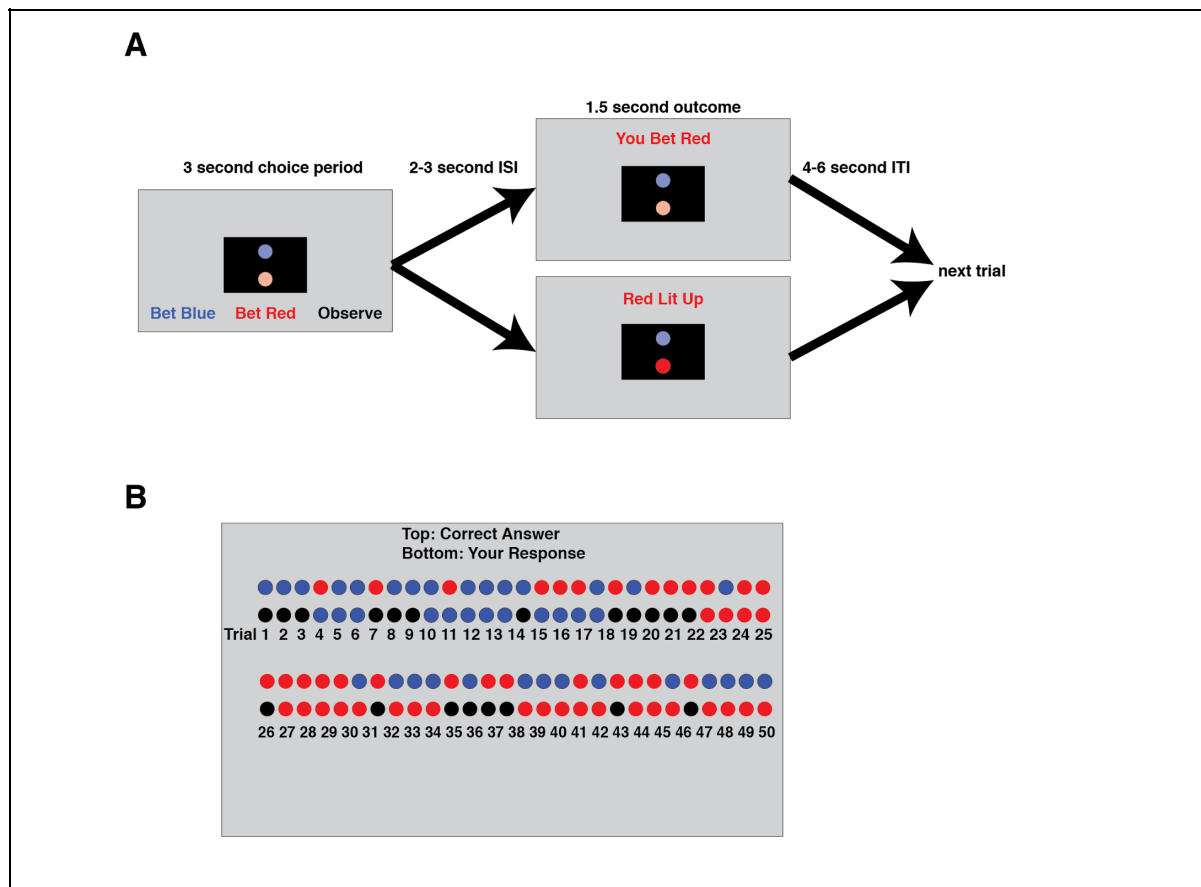 A
1.5 second outcome
You Bet Red
3 second choice period
2-3 second ISI
4-6 second ITI
next trial
Bet Blue Bet Red Observe
Red Lit Up
B
Top: Correct Answer
Bottom: Your Response
Trial 1 2 3 4 5 6 7 8 9 10 11 12 13 14 15 16 17 18 19 20 21 22 23 24 25
26 27 28 29 30 31 32 33 34 35 36 37 38 39 40 41 42 43 44 45 46 47 48 49 50